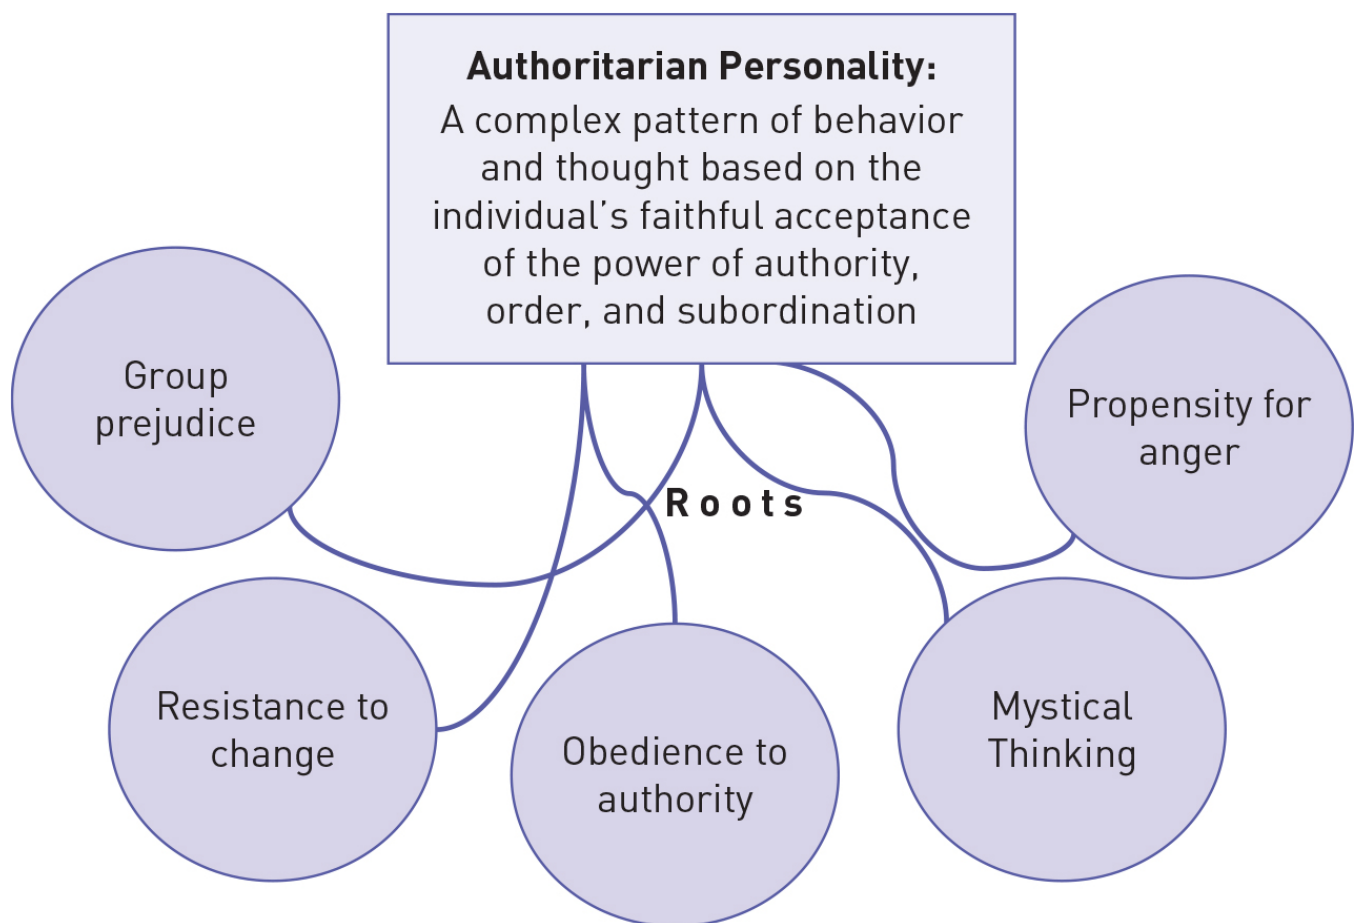 Authoritarian Personality:
A complex pattern of behavior
and thought based on the
individual’s faithful acceptance
of the power of authority,
order, and subordination
Group
prejudice
Propensity for
anger
Roots
Resistance to
change
Obedience to
authority
Mystical
Thinking